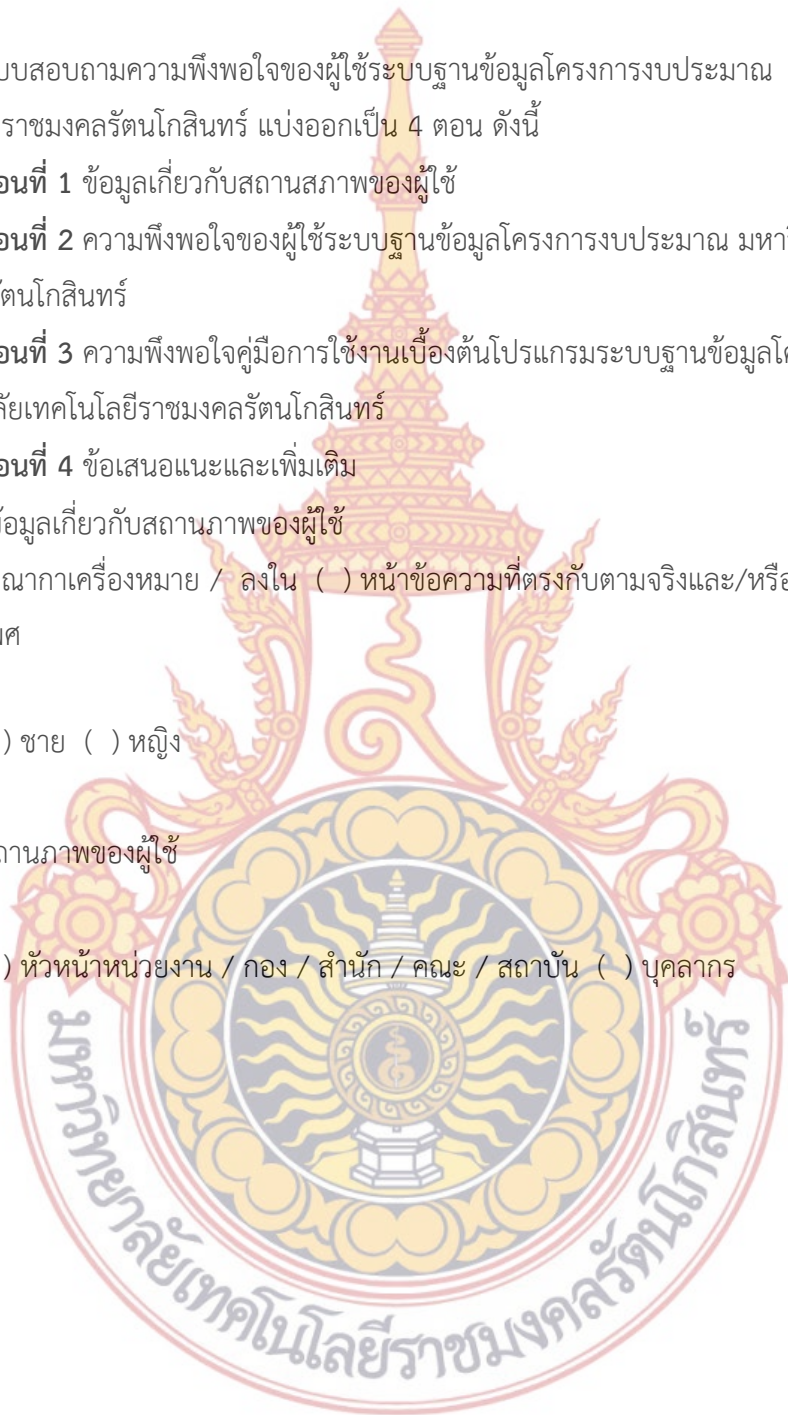 บบสอบถามความพึงพอใจของผู้ใช้ระบบฐานข้อมูลโครงการงบประมาณ
ราชมงคลรัตนโกสินทร์ แบ่งออกเป็น 4 ตอน ดังนี้
อนที่ 1 ข้อมูลเกี่ยวกับสถานสภาพของผู้ใช้
อนที่ 2 ความพึงพอใจของผู้ใช้ระบบฐานข้อมูลโครงการงบประมาณ มหาวิ
รัตนโกสินทร์
อนที่ 3 ความพึงพอใจคู่มือการใช้งานเบื้องต้นโปรแกรมระบบฐานข้อมูลโค
ลัยเทคโนโลยีราชมงคลรัตนโกสินทร์
อนที่ 4 ข้อเสนอแนะและเพิ่มเติม
ข้อมูลเกี่ยวกับสถานภาพของผู้ใช้
ุณากาเครื่องหมาย / ลงใน ( ) หน้าข้อความที่ตรงกับตามจริงและ/หรือ
พศ
) ชาย ( ) หญิง
ถานภาพของผู้ใช้
) หัวหน้าหน่วยงาน / กอง / สำนัก / คณะ / สถาบัน ( ) บุคลากร
มหาวิทยาลัยเทคโนโลยีราชมงคลรัตนโกสินทร์